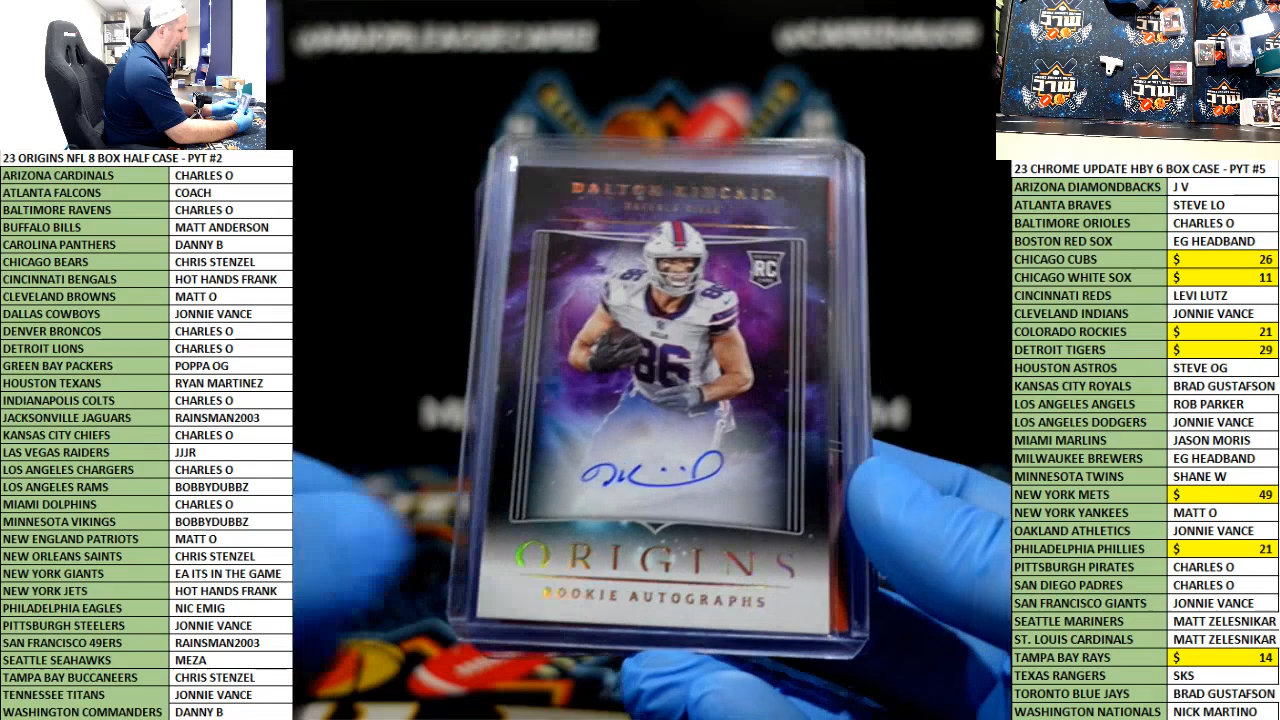 23 ORIGINS NFL 8 BOX HALF CASE - PYT #2
ARIZONA CARDINALS CHARLES O
ATLANTA FALCONS COACH
BALTIMORE RAVENS CHARLES O
BUFFALO BILLS MATT ANDERSON
CAROLINA PANTHERS DANNY B
CHICAGO BEARS CHRIS STENZEL
CINCINNATI BENGALS HOT HANDS FRANK
CLEVELAND BROWNS MATT O
DALLAS COWBOYS JONNIE VANCE
DENVER BRONCOS CHARLES O
DETROIT LIONS CHARLES O
GREEN BAY PACKERS POPPA OG
HOUSTON TEXANS RYAN MARTINEZ
INDIANAPOLIS COLTS CHARLES O
JACKSONVILLE JAGUARS RAINSMAN2003
KANSAS CITY CHIEFS CHARLES O
LAS VEGAS RAIDERS JJJR
LOS ANGELES CHARGERS CHARLES O
LOS ANGELES RAMS BOBBYDUBBZ
MIAMI DOLPHINS CHARLES O
MINNESOTA VIKINGS BOBBYDUBBZ
NEW ENGLAND PATRIOTS MATT O
NEW ORLEANS SAINTS CHRIS STENZEL
NEW YORK GIANTS EA ITS IN THE GAME
NEW YORK JETS HOT HANDS FRANK
PHILADELPHIA EAGLES NIC EMIG
PITTSBURGH STEELERS JONNIE VANCE
SAN FRANCISCO 49ERS RAINSMAN2003
SEATTLE SEAHAWKS MEZA
TAMPA BAY BUCCANEERS CHRIS STENZEL
TENNESSEE TITANS JONNIE VANCE
WASHINGTON COMMANDERS DANNY B
DALTON KINCAID
BUFFALO BILLS
RC
86
86
ORIGINS
ROOKIE AUTOGRAPHS
23 CHROME UPDATE HBY 6 BOX CASE - PYT #5
ARIZONA DIAMONDBACKS J V
ATLANTA BRAVES STEVE LO
BALTIMORE ORIOLES CHARLES O
BOSTON RED SOX EG HEADBAND
CHICAGO CUBS $ 26
CHICAGO WHITE SOX $ 11
CINCINNATI REDS LEVI LUTZ
CLEVELAND INDIANS JONNIE VANCE
COLORADO ROCKIES $ 21
DETROIT TIGERS $ 29
HOUSTON ASTROS STEVE OG
KANSAS CITY ROYALS BRAD GUSTAFSON
LOS ANGELES ANGELS ROB PARKER
LOS ANGELES DODGERS JONNIE VANCE
MIAMI MARLINS JASON MORIS
MILWAUKEE BREWERS EG HEADBAND
MINNESOTA TWINS SHANE W
NEW YORK METS $ 49
NEW YORK YANKEES MATT O
OAKLAND ATHLETICS JONNIE VANCE
PHILADELPHIA PHILLIES $ 21
PITTSBURGH PIRATES CHARLES O
SAN DIEGO PADRES CHARLES O
SAN FRANCISCO GIANTS JONNIE VANCE
SEATTLE MARINERS MATT ZELESNIKAR
ST. LOUIS CARDINALS MATT ZELESNIKAR
TAMPA BAY RAYS $ 14
TEXAS RANGERS SKS
TORONTO BLUE JAYS BRAD GUSTAFSON
WASHINGTON NATIONALS NICK MARTINO